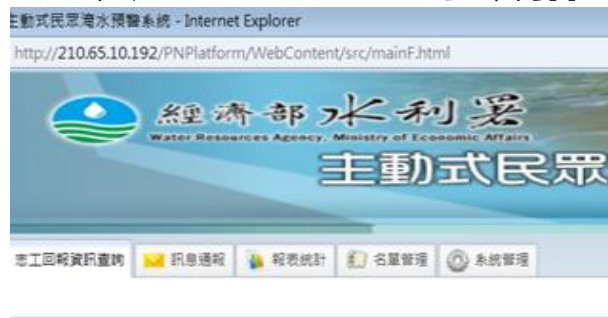 主動式民眾淹水預警系統 - Internet Explorer
http://210.65.10.192/PNPlatform/WebContent/src/mainF.html
經濟部水利署
Water Resources Agency, Ministry of Economic Affairs
主動式民眾
志工回報資訊查詢 訊息通報 報表統計 名單管理 系統管理